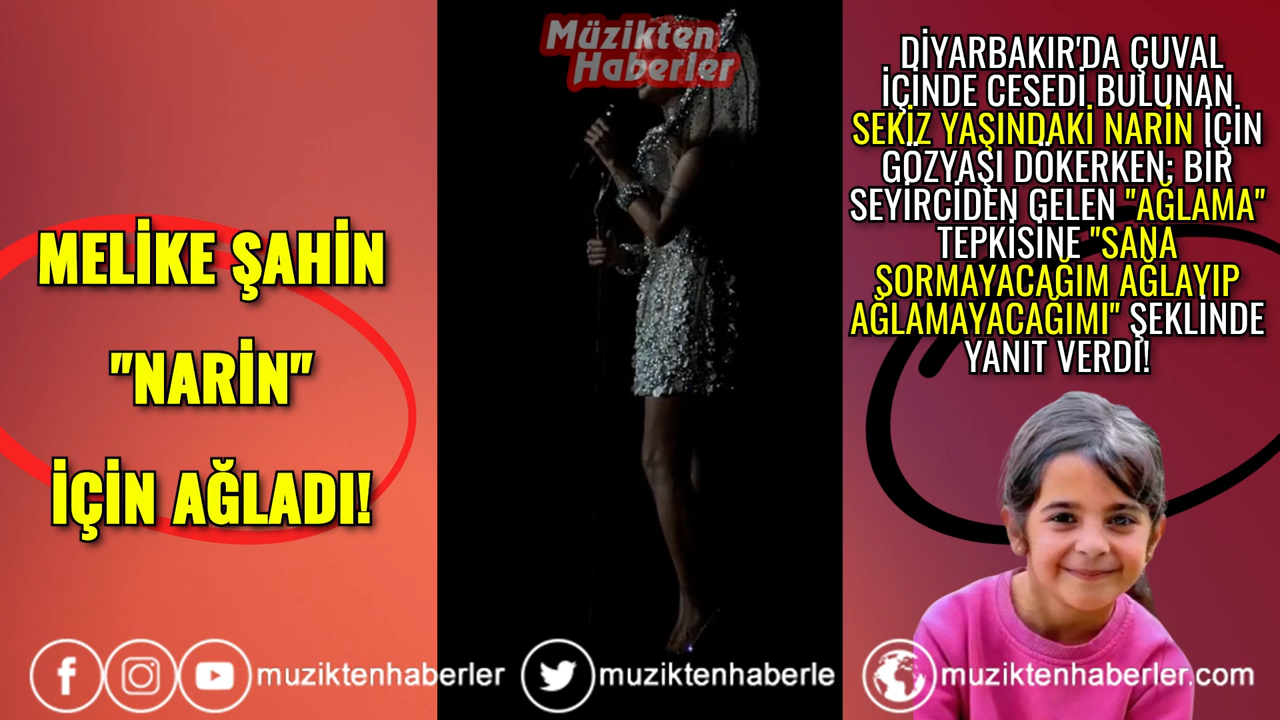 Müzikten
Haberler
MELİKE ŞAHİN
"NARİN"
İÇİN AĞLADI!
DİYARBAKIR'DA ÇUVAL
İÇİNDE CESEDİ BULUNAN
SEKİZ YAŞINDAKİ NARİN İÇİN
GÖZYAŞI DÖKERKEN; BİR
SEYİRCİDEN GELEN "AĞLAMA"
TEPKİSİNE "SANA
SORMAYACAĞIM AĞLAYIP
AĞLAMAYACAĞIMI" ŞEKLİNDE
YANIT VERDİ!
muziktenhaberler
muziktenhaberle
muziktenhaberler.com